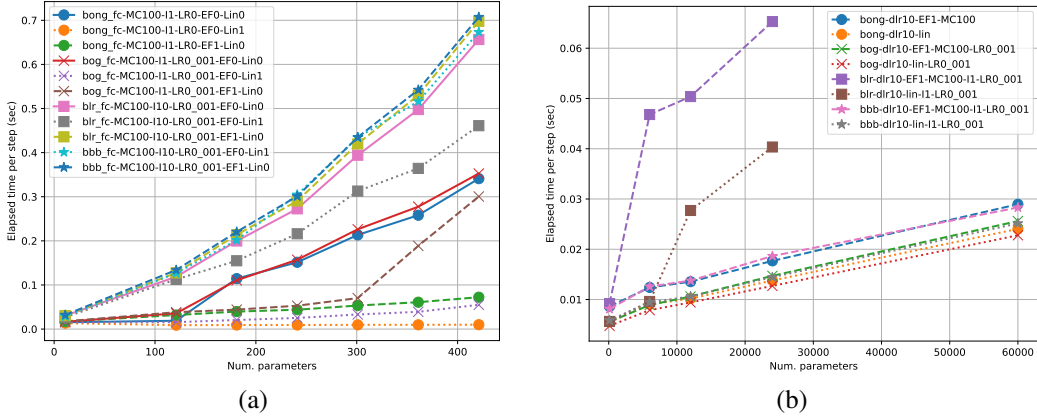 0.7
0.6
0.5
0.4
0.3
0.2
0.1
0.0
Elapsed time per step (sec)
0
100
200
300
400
Num. parameters
bong_fc-MC100-I1-LR0-EF0-Lin0
bong_fc-MC100-I1-LR0-EF0-Lin1
bong_fc-MC100-I1-LR0-EF1-Lin0
bog_fc-MC100-I1-LR0_001-EF0-Lin0
bog_fc-MC100-I1-LR0_001-EF0-Lin1
bog_fc-MC100-I1-LR0_001-EF1-Lin0
blr_fc-MC100-I10-LR0_001-EF0-Lin0
blr_fc-MC100-I10-LR0_001-EF0-Lin1
blr_fc-MC100-I10-LR0_001-EF1-Lin0
bbb_fc-MC100-I10-LR0_001-EF0-Lin0
bbb_fc-MC100-I10-LR0_001-EF1-Lin0
(a)
0.06
0.05
0.04
0.03
0.02
0.01
Elapsed time per step (sec)
0
10000
20000
30000
40000
50000
60000
Num. parameters
bong-dlr10-EF1-MC100
bong-dlr10-lin
bog-dlr10-EF1-MC100-LR0_001
bog-dlr10-lin-LR0_001
blr-dlr10-EF1-MC100-I1-LR0_001
blr-dlr10-lin-I1-LR0_001
bbb-dlr10-EF1-MC100-I1-LR0_001
bbb-dlr10-lin-I1-LR0_001
(b)